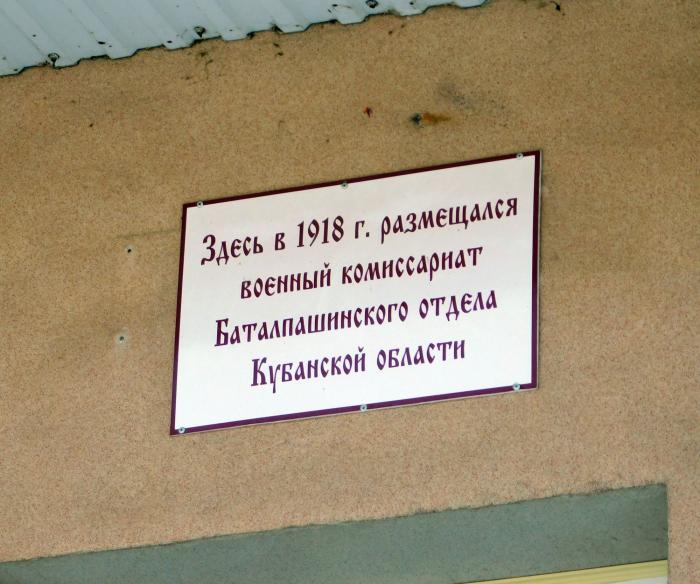 Здесь в 1918 г. размещался
военный комиссариат
Баталпашинского отдела
Кубанской области